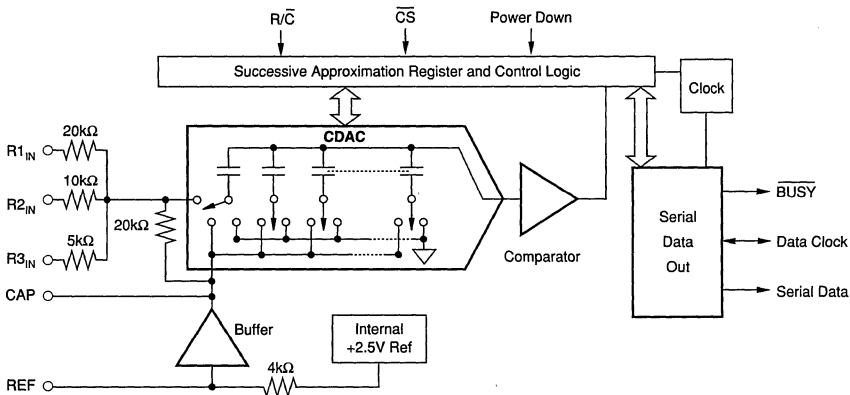 R/C̅ C̅S̅ Power Down
Successive Approximation Register and Control Logic
Clock
CDAC
20kΩ
R1IN
10kΩ
R2IN
20kΩ
5kΩ
R3IN
CAP
Comparator
Serial
Data
Out
B̅U̅S̅Y̅
Data Clock
Serial Data
Buffer
Internal
+2.5V Ref
4kΩ
REF